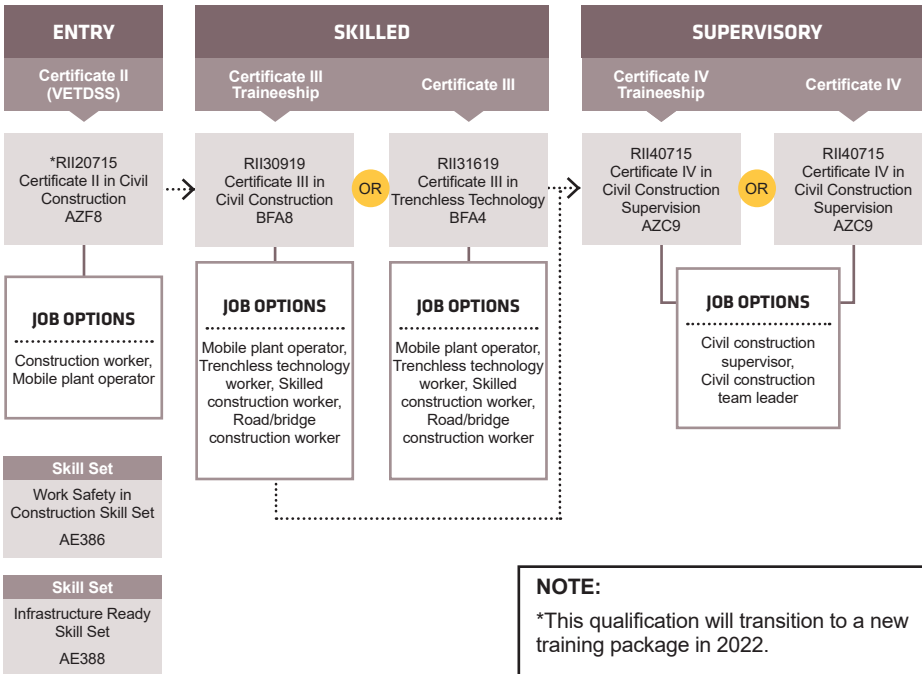 ENTRY
SKILLED
SUPERVISORY
Certificate II
(VETDSS)
Certificate III
Traineeship
Certificate III
Certificate IV
Traineeship
Certificate IV
*RII20715
Certificate II in Civil
Construction
AZF8
RII30919
Certificate III in
Civil Construction
BFA8
OR
RII31619
Certificate III in
Trenchless Technology
BFA4
RII40715
Certificate IV in
Civil Construction
Supervision
AZC9
OR
RII40715
Certificate IV in
Civil Construction
Supervision
AZC9
JOB OPTIONS
Construction worker,
Mobile plant operator
JOB OPTIONS
Mobile plant operator,
Trenchless technology
worker, Skilled
construction worker,
Road/bridge
construction worker
JOB OPTIONS
Mobile plant operator,
Trenchless technology
worker, Skilled
construction worker,
Road/bridge
construction worker
JOB OPTIONS
Civil construction
supervisor,
Civil construction
team leader
Skill Set
Work Safety in
Construction Skill Set
AE386
Skill Set
Infrastructure Ready
Skill Set
AE388
NOTE:
*This qualification will transition to a new
training package in 2022.